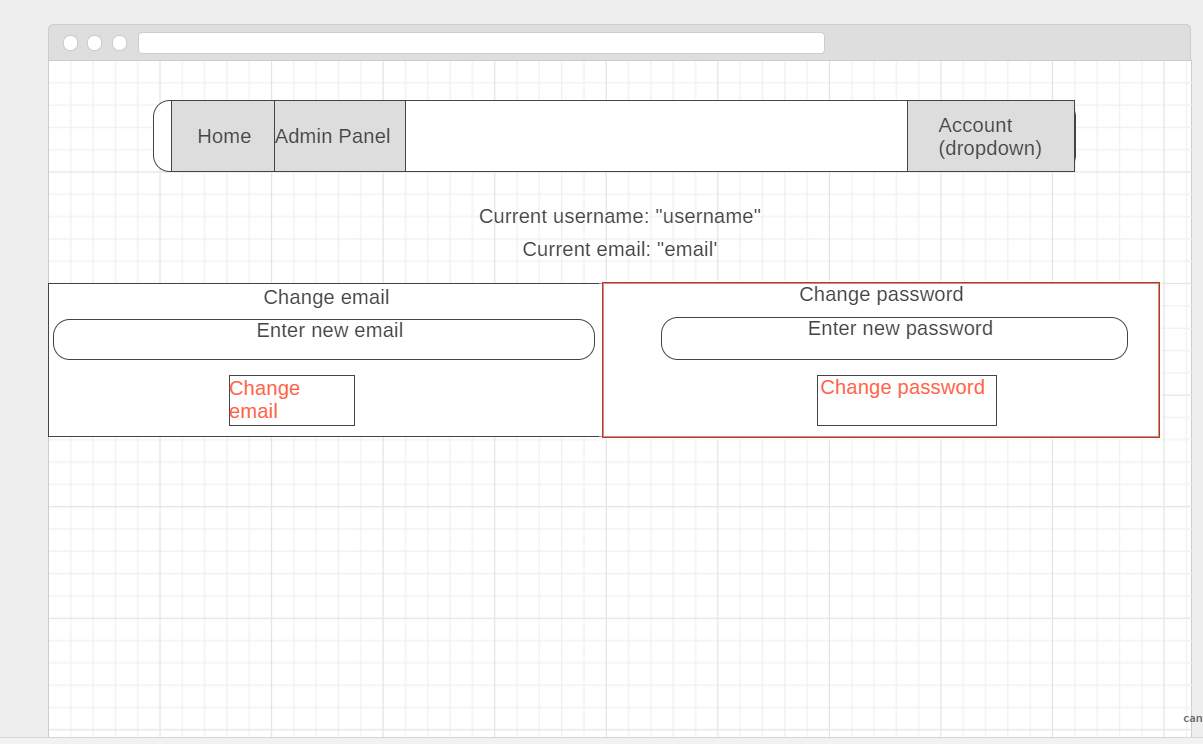 Home
Admin Panel
Account
(dropdown)
Current username: "username"
Current email: "email'
Change email
Enter new email
Change
email
Change password
Enter new password
Change password
can